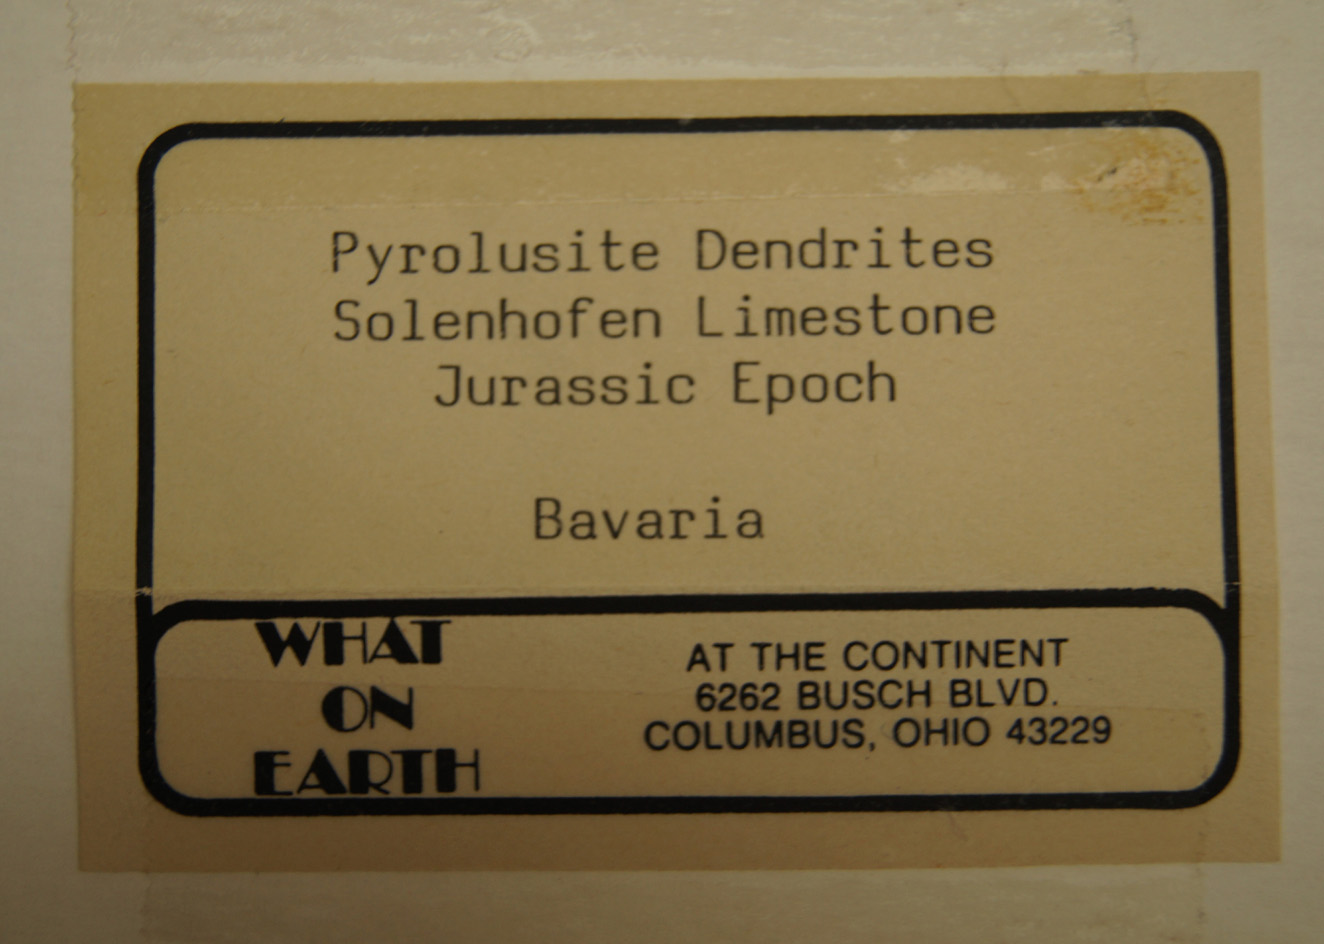 Pyrolusite Dendrites
Solenhofen Limestone
Jurassic Epoch
Bavaria
WHAT
ON
EARTH
AT THE CONTINENT
6262 BUSCH BLVD.
COLUMBUS, OHIO 43229